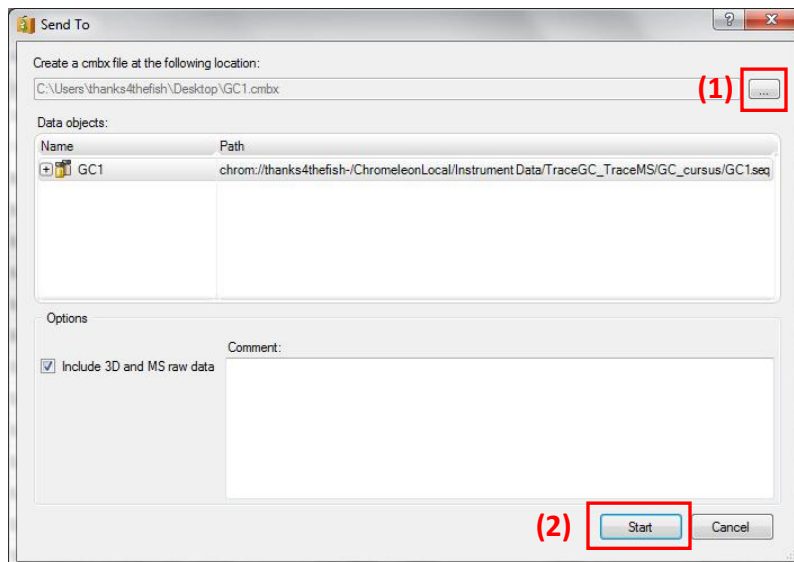 Send To
Create a cmbx file at the following location:
C:\Users\thanks4thefish\Desktop\GC1.cmbx
(1)
...
Data objects:
Name Path
GC1 chrom://thanks4thefish-/ChromeleonLocal/Instrument Data/TraceGC_TraceMS/GC_cursus/GC1.seq
Options
Comment:
Include 3D and MS raw data
(2)
Start Cancel